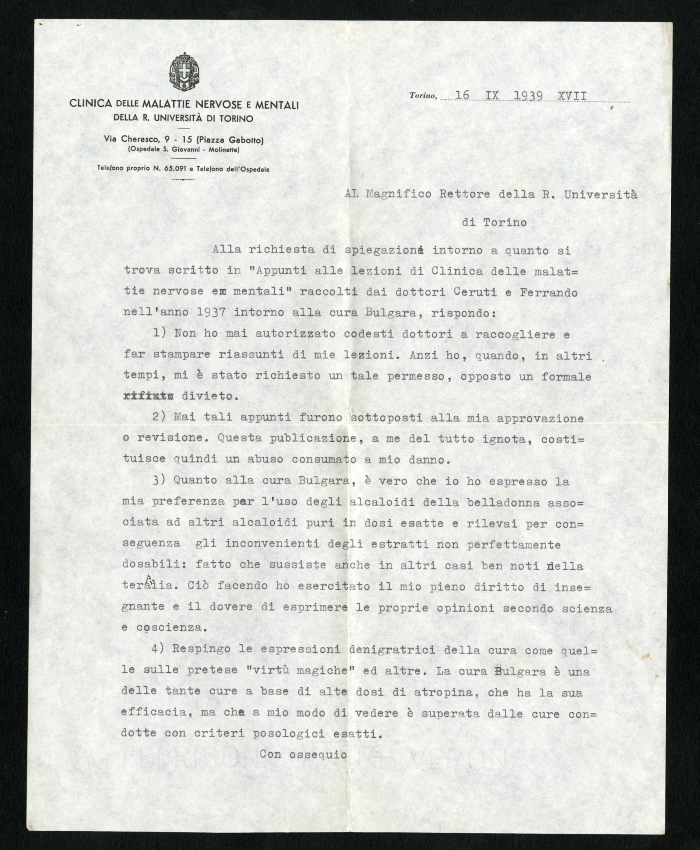 CLINICA DELLE MALATTIE NERVOSE E MENTALI
DELLA R. UNIVERSITÀ DI TORINO
Via Cherasco, 9 - 15 (Piazza Gabotto)
(Ospedale S. Giovanni - Molinette)
Telefono proprio N. 65.091 e Telefono dell'Ospedale
Torino, 16 IX 1939 XVII
AL Magnifico Rettore della R. Università
di Torino
Alla richiesta di spiegazioni intorno a quanto si
trova scritto in "Appunti alle lezioni di Clinica delle malat=
tie nervose e mentali" raccolti dai dottori Ceruti e Ferrando
nell'anno 1937 intorno alla cura Bulgara, rispondo:
1) Non ho mai autorizzato codesti dottori a raccogliere e
far stampare riassunti di mie lezioni. Anzi ho, quando, in altri
tempi, mi è stato richiesto un tale permesso, opposto un formale
rifiuto divieto.
2) Mai tali appunti furono sottoposti alla mia approvazione
o revisione. Questa publicazione, a me del tutto ignota, costi=
tuisce quindi un abuso consumato a mio danno.
3) Quanto alla cura Bulgara, è vero che io ho espresso la
mia preferenza per l'uso degli alcaloidi della belladonna asso=
ciata ad altri alcaloidi puri in dosi esatte e rilevai per con=
seguenza gli inconvenienti degli estratti non perfettamente
dosabili: fatto che sussiste anche in altri casi ben noti nella
terapia. Ciò facendo ho esercitato il mio pieno diritto di inse=
gnante e il dovere di esprimere le proprie opinioni secondo scienza
e coscienza.
4) Respingo le espressioni denigratrici della cura come quel=
le sulle pretese "virtù magiche" ed altre. La cura Bulgara è una
delle tante cure a base di alte dosi di atropina, che ha la sua
efficacia, ma che a mio modo di vedere è superata dalle cure con=
dotte con criteri posologici esatti.
Con ossequio